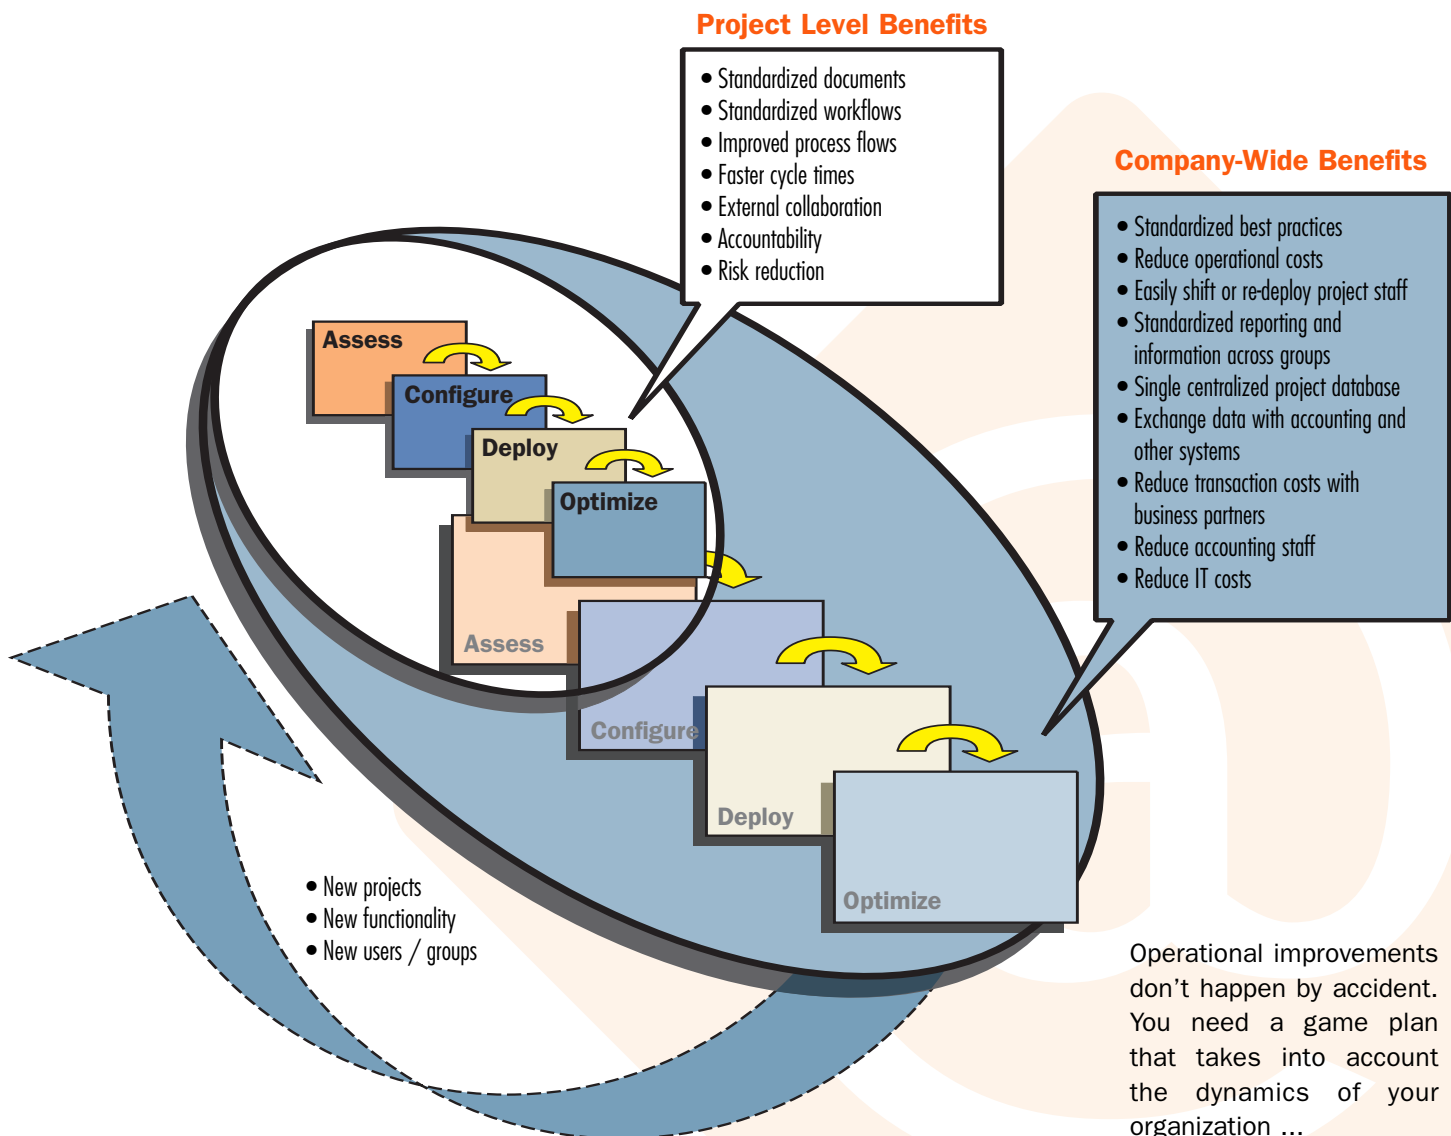 Project Level Benefits
• Standardized documents
• Standardized workflows
• Improved process flows
• Faster cycle times
• External collaboration
• Accountability
• Risk reduction
Company-Wide Benefits
• Standardized best practices
• Reduce operational costs
• Easily shift or re-deploy project staff
• Standardized reporting and
information across groups
• Single centralized project database
• Exchange data with accounting and
other systems
• Reduce transaction costs with
business partners
• Reduce accounting staff
• Reduce IT costs
Assess
Configure
Deploy
Optimize
Assess
Configure
Deploy
Optimize
• New projects
• New functionality
• New users / groups
Operational improvements
don’t happen by accident.
You need a game plan
that takes into account
the dynamics of your
organization ...